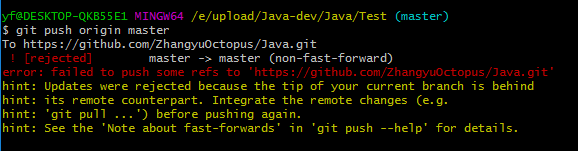 yf@DESKTOP-QKB55E1 MINGW64 /e/upload/Java-dev/Java/Test (master)
$ git push origin master
To https://github.com/ZhangyuOctopus/Java.git
 ! [rejected]        master -> master (non-fast-forward)
error: failed to push some refs to 'https://github.com/ZhangyuOctopus/Java.git'
hint: Updates were rejected because the tip of your current branch is behind
hint: its remote counterpart. Integrate the remote changes (e.g.
hint: 'git pull ...') before pushing again.
hint: See the 'Note about fast-forwards' in 'git push --help' for details.